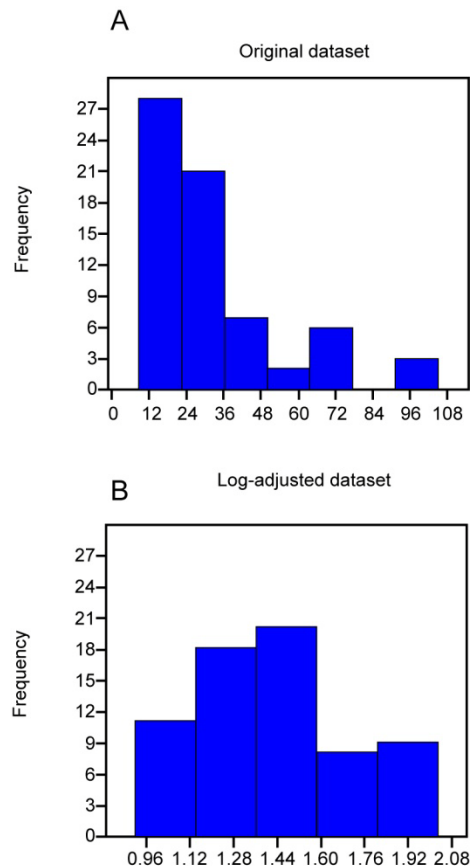 A
Original dataset
Frequency
27
24
21
18
15
12
9
6
3
0
0 12 24 36 48 60 72 84 96 108
B
Log-adjusted dataset
Frequency
27
24
21
18
15
12
9
6
3
0
0.96 1.12 1.28 1.44 1.60 1.76 1.92 2.08